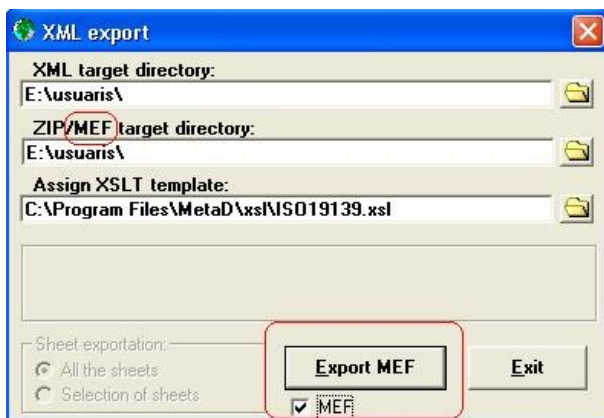 XML export
XML target directory:
E:\usuaris\
ZIP/MEF target directory:
E:\usuaris\
Assign XSLT template:
C:\Program Files\MetaD\xsl\ISO19139.xsl
Sheet exportation:
All the sheets
Selection of sheets
Export MEF
Exit
MEF